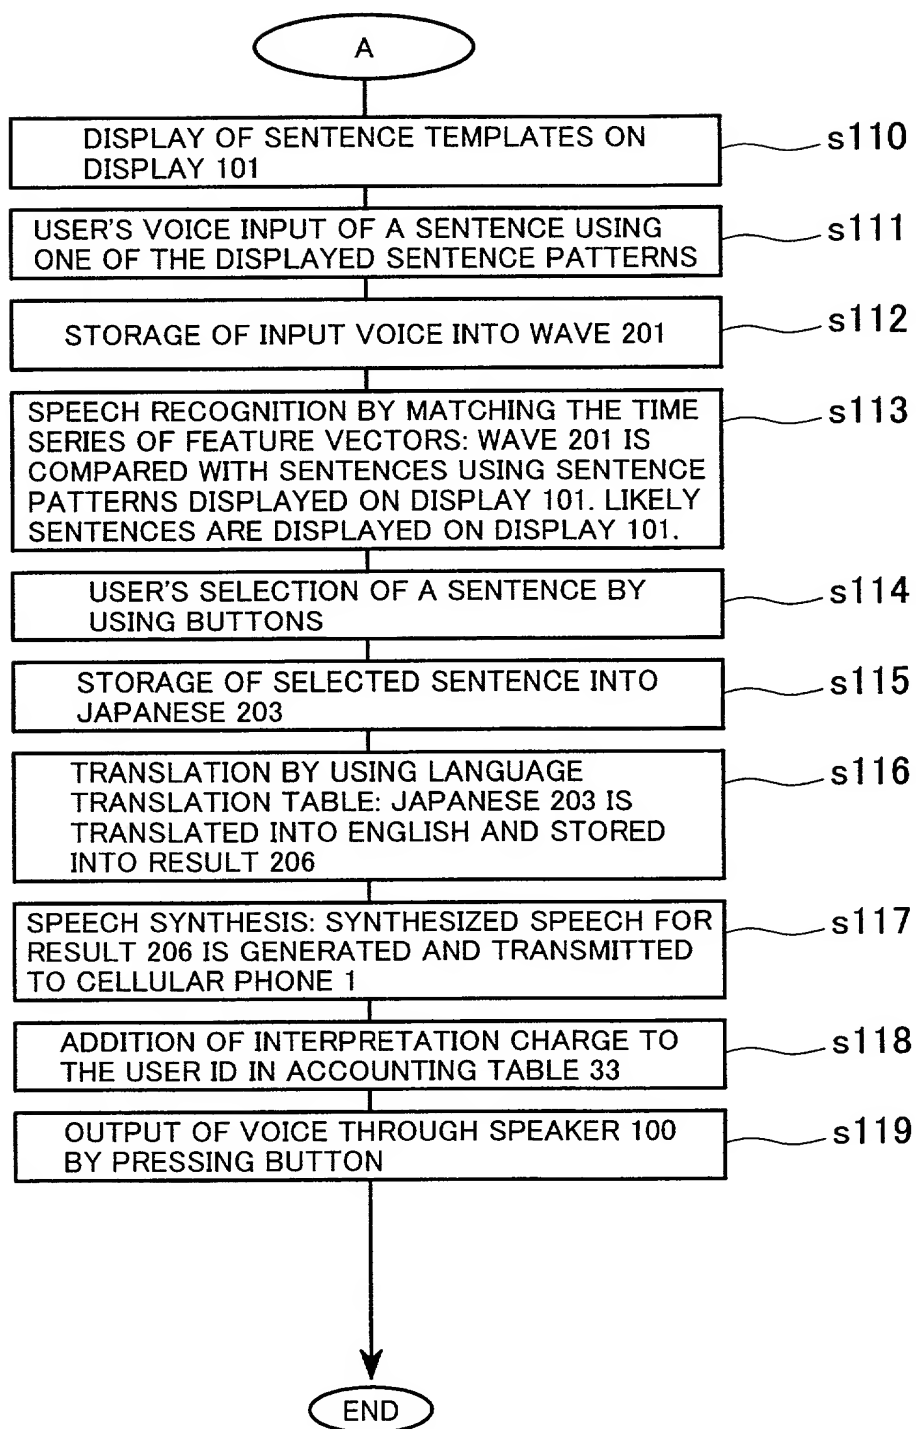 A
DISPLAY OF SENTENCE TEMPLATES ON
DISPLAY 101
s110
USER'S VOICE INPUT OF A SENTENCE USING
ONE OF THE DISPLAYED SENTENCE PATTERNS
s111
STORAGE OF INPUT VOICE INTO WAVE 201
s112
SPEECH RECOGNITION BY MATCHING THE TIME
SERIES OF FEATURE VECTORS: WAVE 201 IS
COMPARED WITH SENTENCES USING SENTENCE
PATTERNS DISPLAYED ON DISPLAY 101. LIKELY
SENTENCES ARE DISPLAYED ON DISPLAY 101.
s113
USER'S SELECTION OF A SENTENCE BY
USING BUTTONS
s114
STORAGE OF SELECTED SENTENCE INTO
JAPANESE 203
s115
TRANSLATION BY USING LANGUAGE
TRANSLATION TABLE: JAPANESE 203 IS
TRANSLATED INTO ENGLISH AND STORED
INTO RESULT 206
s116
SPEECH SYNTHESIS: SYNTHESIZED SPEECH FOR
RESULT 206 IS GENERATED AND TRANSMITTED
TO CELLULAR PHONE 1
s117
ADDITION OF INTERPRETATION CHARGE TO
THE USER ID IN ACCOUNTING TABLE 33
s118
OUTPUT OF VOICE THROUGH SPEAKER 100
BY PRESSING BUTTON
s119
END